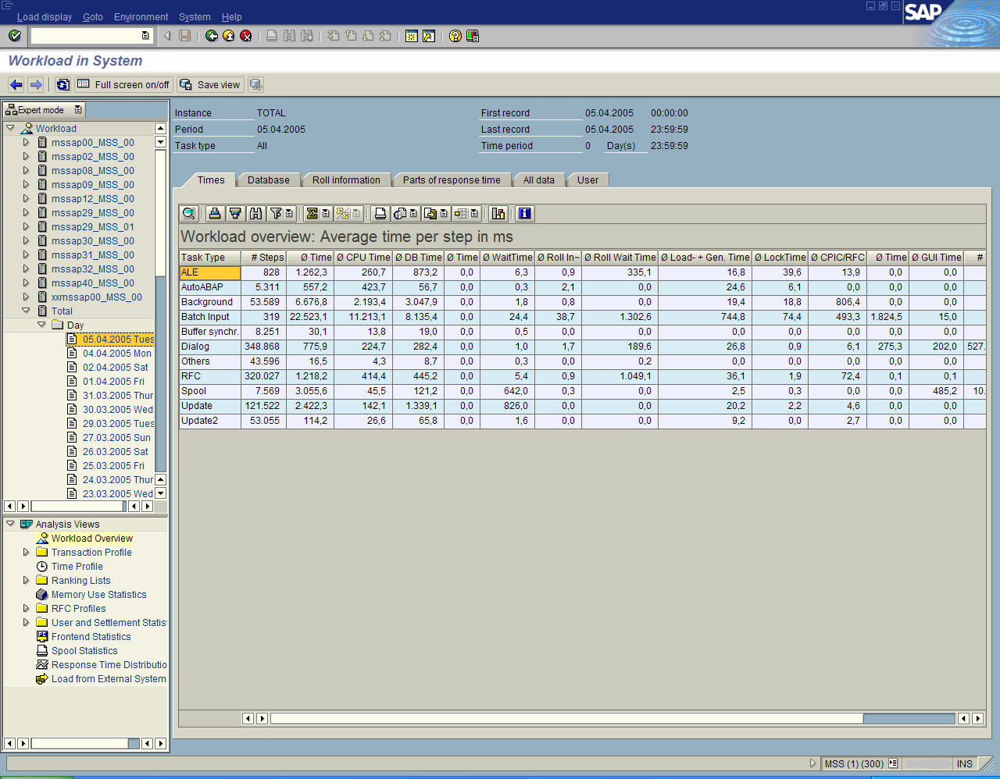 Load display Goto Environment System Help
SAP
Workload in System
Full screen on/off Save view
Expert mode
Workload
mssap00_MSS_00
mssap02_MSS_00
mssap08_MSS_00
mssap09_MSS_00
mssap12_MSS_00
mssap29_MSS_00
mssap29_MSS_01
mssap30_MSS_00
mssap31_MSS_00
mssap32_MSS_00
mssap40_MSS_00
xxmssap00_MSS_00
Total
Day
05.04.2005 Tues
04.04.2005 Mon
02.04.2005 Sat
01.04.2005 Fri
31.03.2005 Thur
30.03.2005 Wed
29.03.2005 Tues
27.03.2005 Sun
26.03.2005 Sat
25.03.2005 Fri
24.03.2005 Thur
23.03.2005 Wed
Analysis Views
Workload Overview
Transaction Profile
Time Profile
Ranking Lists
Memory Use Statistics
RFC Profiles
User and Settlement Statis
Frontend Statistics
Spool Statistics
Response Time Distributio
Load from External System
Instance TOTAL First record 05.04.2005 00:00:00
Period 05.04.2005 Last record 05.04.2005 23:59:59
Task type All Time period 0 Day(s) 23:59:59
Times Database Roll information Parts of response time All data User
Workload overview: Average time per step in ms
Task Type # Steps Ø Time Ø CPU Time Ø DB Time Ø Time Ø WaitTime Ø Roll In~ Ø Roll Wait Time Ø Load- + Gen. Time Ø LockTime Ø CPIC/RFC Ø Time Ø GUI Time #
ALE 828 1.262,3 260,7 873,2 0,0 6,3 0,9 335,1 16,8 39,6 13,9 0,0 0,0
AutoABAP 5.311 557,2 423,7 56,7 0,0 0,3 2,1 0,0 24,6 6,1 0,0 0,0 0,0
Background 53.589 6.676,8 2.193,4 3.047,9 0,0 1,8 0,8 0,0 19,4 18,8 806,4 0,0 0,0
Batch Input 319 22.523,1 11.213,1 8.135,4 0,0 24,4 38,7 1.302,6 744,8 74,4 493,3 1.824,5 15,0
Buffer synchr. 8.251 30,1 13,8 19,0 0,0 0,5 0,0 0,0 0,0 0,0 0,0 0,0 0,0
Dialog 348.868 775,9 224,7 282,4 0,0 1,0 1,7 189,6 26,8 0,9 6,1 275,3 202,0 527.
Others 43.596 16,5 4,3 8,7 0,0 0,3 0,0 0,2 0,0 0,0 0,0 0,0 0,0
RFC 320.027 1.218,2 414,4 445,2 0,0 5,4 0,9 1.049,1 36,1 1,9 72,4 0,1 0,1
Spool 7.569 3.055,6 45,5 121,2 0,0 642,0 0,3 0,0 2,5 0,3 0,0 0,0 485,2 10.
Update 121.522 2.422,3 142,1 1.339,1 0,0 826,0 0,0 0,0 20,2 2,2 4,6 0,0 0,0
Update2 53.055 114,2 26,6 65,8 0,0 1,6 0,0 0,0 9,2 0,0 2,7 0,0 0,0
MSS (1) (300) INS